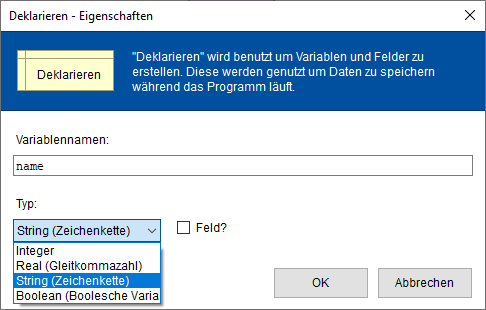 Deklarieren - Eigenschaften
Deklarieren
"Deklarieren" wird benutzt um Variablen und Felder zu
erstellen. Diese werden genutzt um Daten zu speichern
während das Programm läuft.
Variablennamen:
name
Typ:
String (Zeichenkette)
Feld?
Integer
Real (Gleitkommazahl)
String (Zeichenkette)
Boolean (Boolesche Varia
OK
Abbrechen